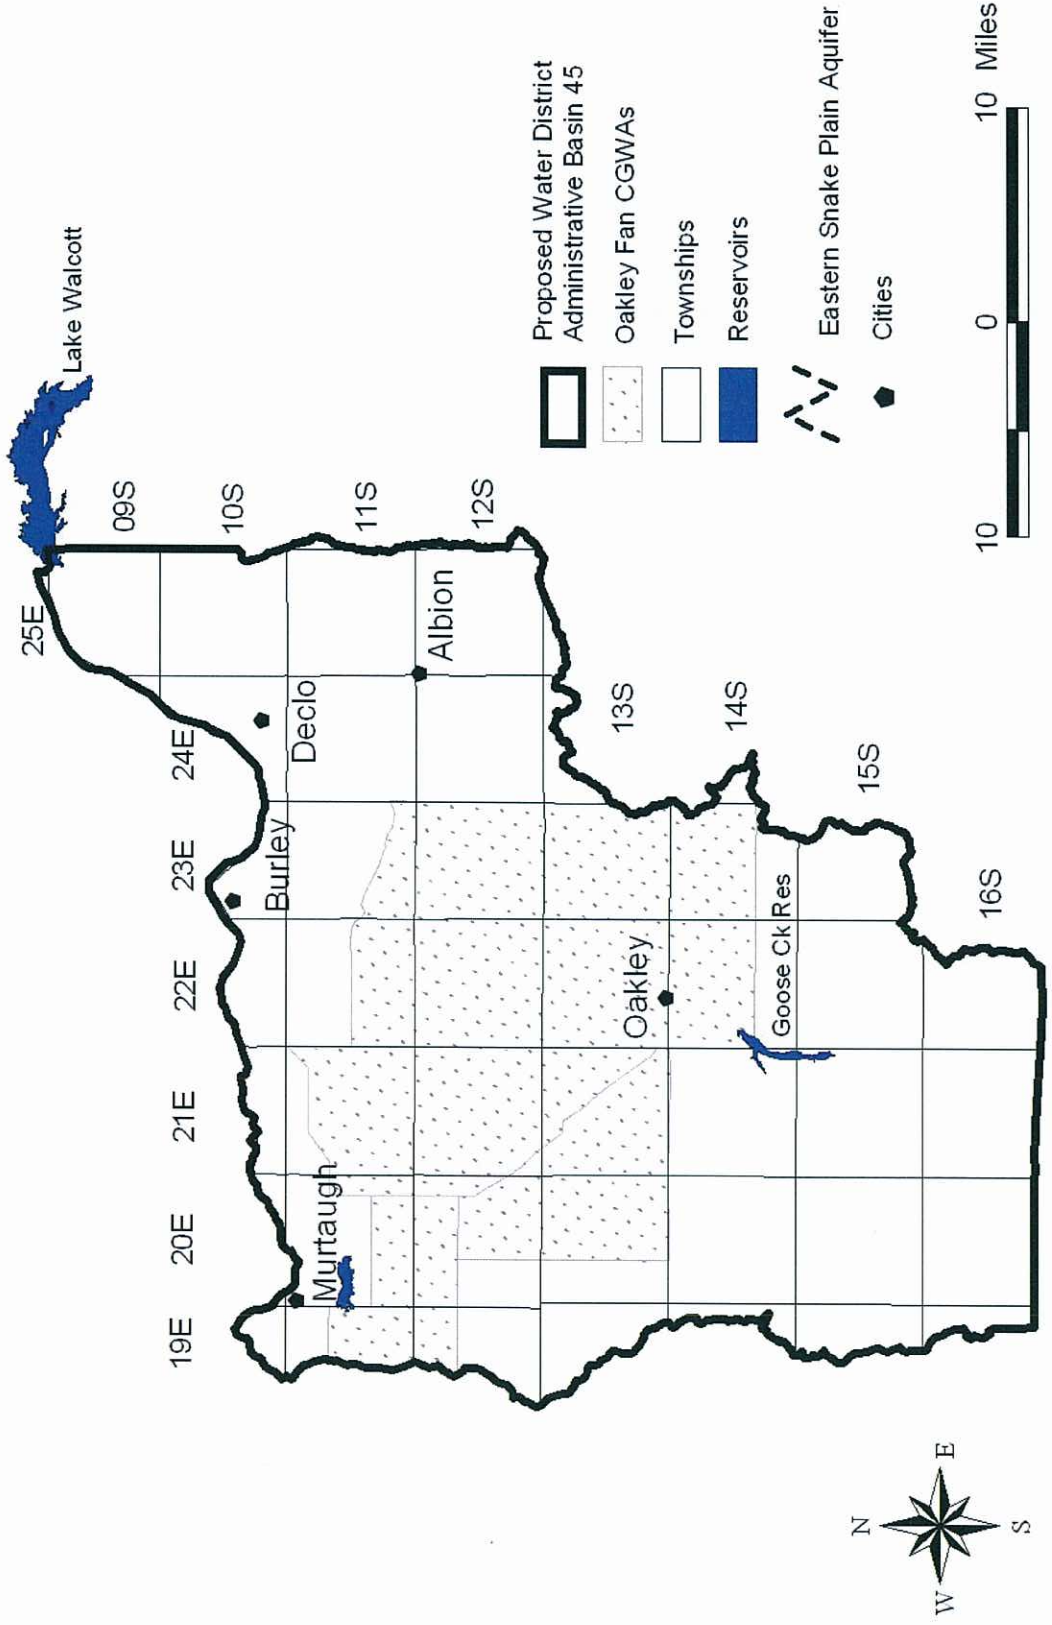 Lake Walcott
25E
24E
23E
22E
21E
20E
19E
09S
10S
11S
12S
13S
14S
15S
16S
Declo
Albion
Burley
Murtaugh
Oakley
Goose Ck Res
Proposed Water District
Administrative Basin 45
Oakley Fan CGWAs
Townships
Reservoirs
Eastern Snake Plain Aquifer
Cities
10 0 10 Miles
N
W E
S